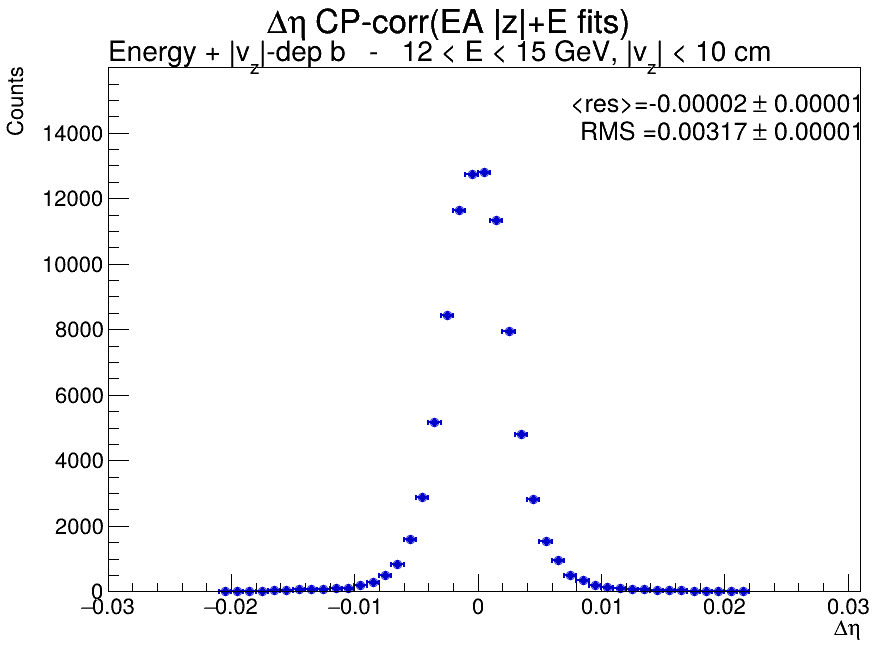 Δη CP-corr(EA |z|+E fits)
Energy + |v_z|-dep b - 12 < E < 15 GeV, |v_z| < 10 cm
Counts
<res>=-0.00002 ± 0.00001
RMS =0.00317 ± 0.00001
14000
12000
10000
8000
6000
4000
2000
0
−0.03 −0.02 −0.01 0 0.01 0.02 0.03
Δη